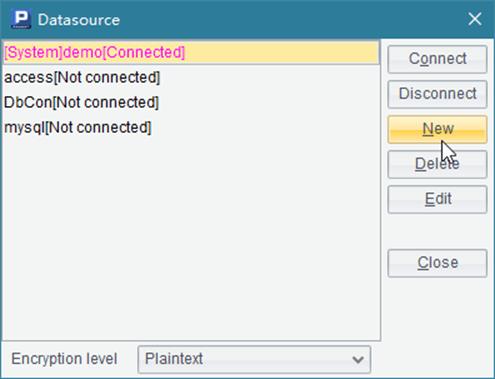 Datasource
[System]demo[Connected]
access[Not connected]
DbCon[Not connected]
mysql[Not connected]
Connect
Disconnect
New
Delete
Edit
Close
Encryption level
Plaintext